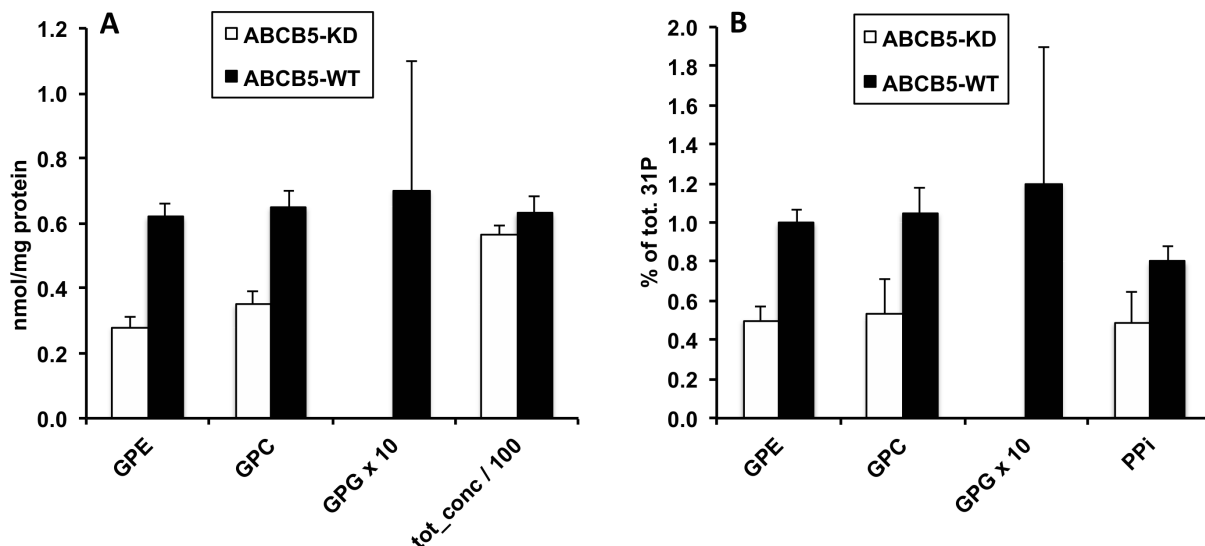 A
ABCB5-KD
ABCB5-WT
nmol/mg protein
1.2
1.0
0.8
0.6
0.4
0.2
0.0
GPE
GPC
GPG x 10
tot_conc / 100
B
ABCB5-KD
ABCB5-WT
% of tot. 31P
2.0
1.8
1.6
1.4
1.2
1.0
0.8
0.6
0.4
0.2
0.0
GPE
GPC
GPG x 10
PPi